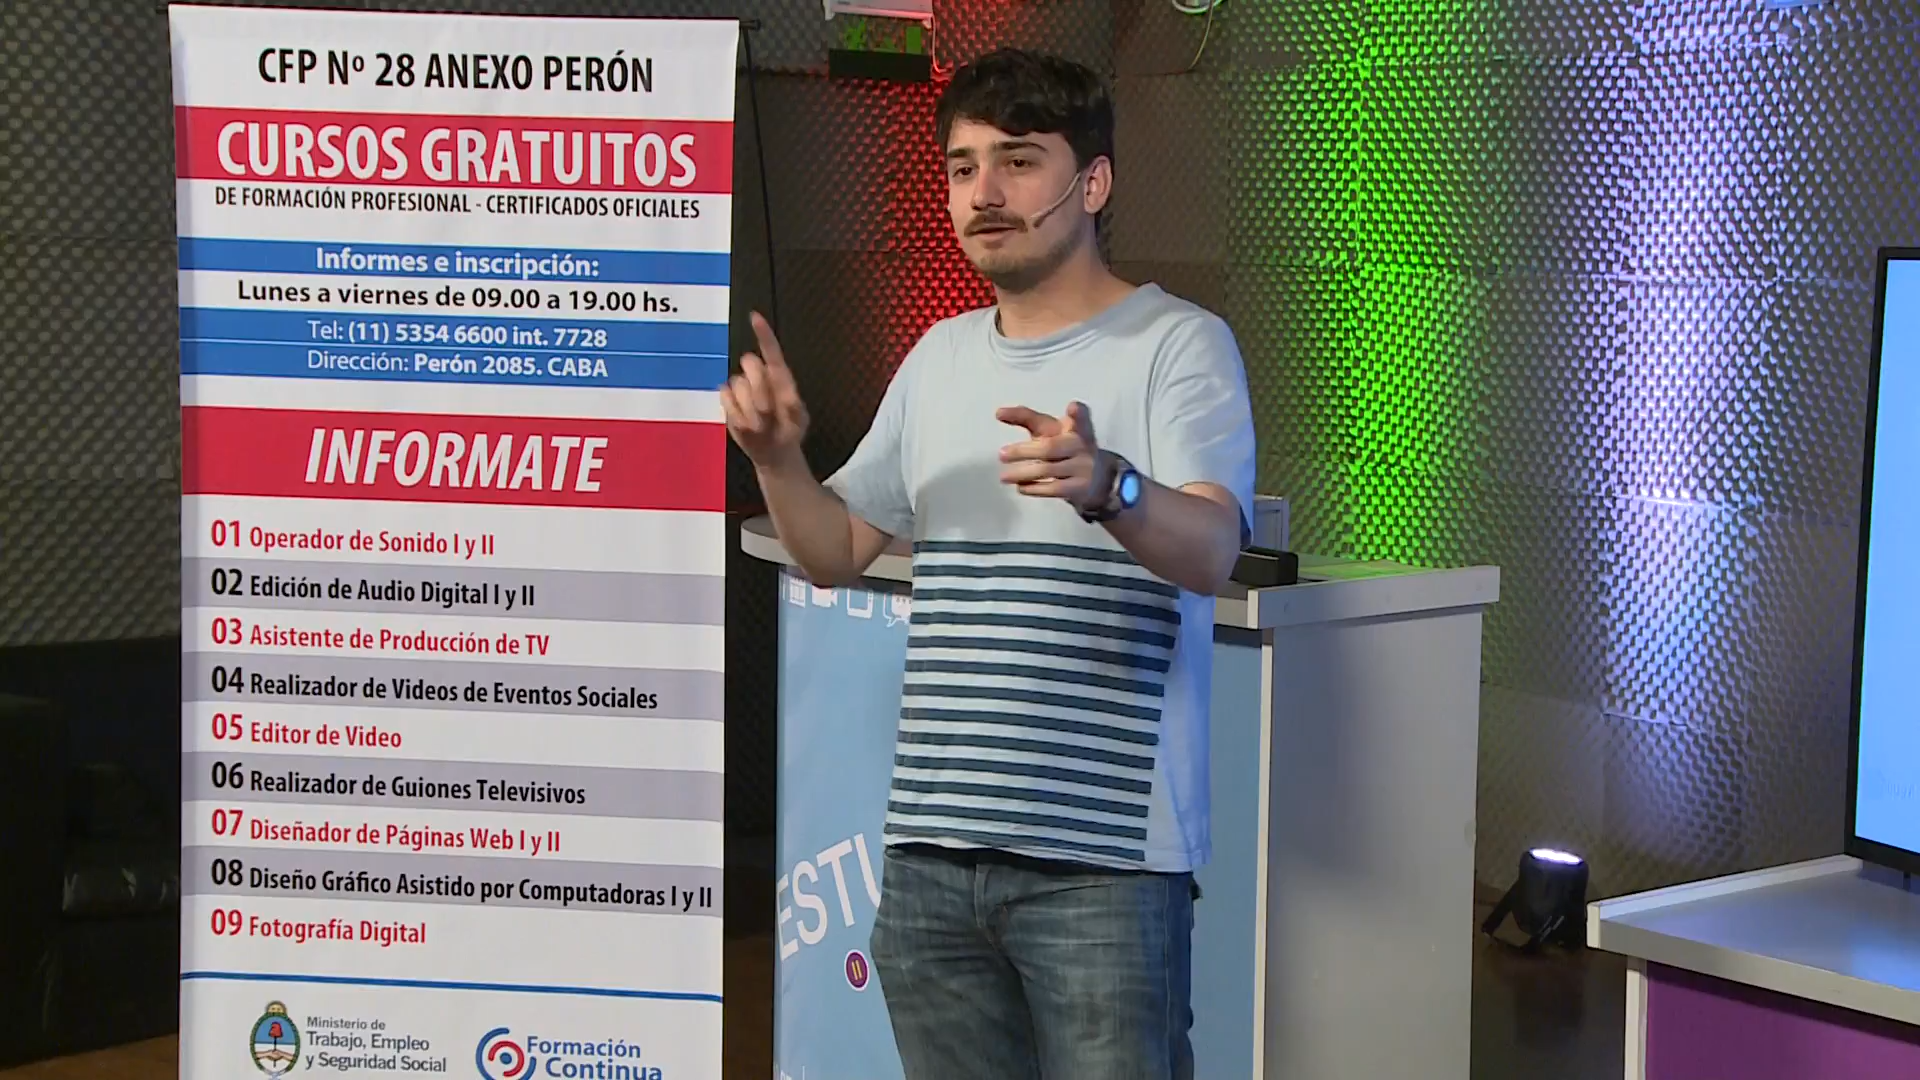 CFP Nº 28 ANEXO PERÓN
CURSOS GRATUITOS
DE FORMACIÓN PROFESIONAL - CERTIFICADOS OFICIALES
Informes e inscripción:
Lunes a viernes de 09.00 a 19.00 hs.
Tel: (11) 5354 6600 int. 7728
Dirección: Perón 2085. CABA
INFORMATE
01 Operador de Sonido I y II
02 Edición de Audio Digital I y II
03 Asistente de Producción de TV
04 Realizador de Videos de Eventos Sociales
05 Editor de Video
06 Realizador de Guiones Televisivos
07 Diseñador de Páginas Web I y II
08 Diseño Gráfico Asistido por Computadoras I y II
09 Fotografía Digital
Ministerio de
Trabajo, Empleo
y Seguridad Social
Formación
Continua
ESTU